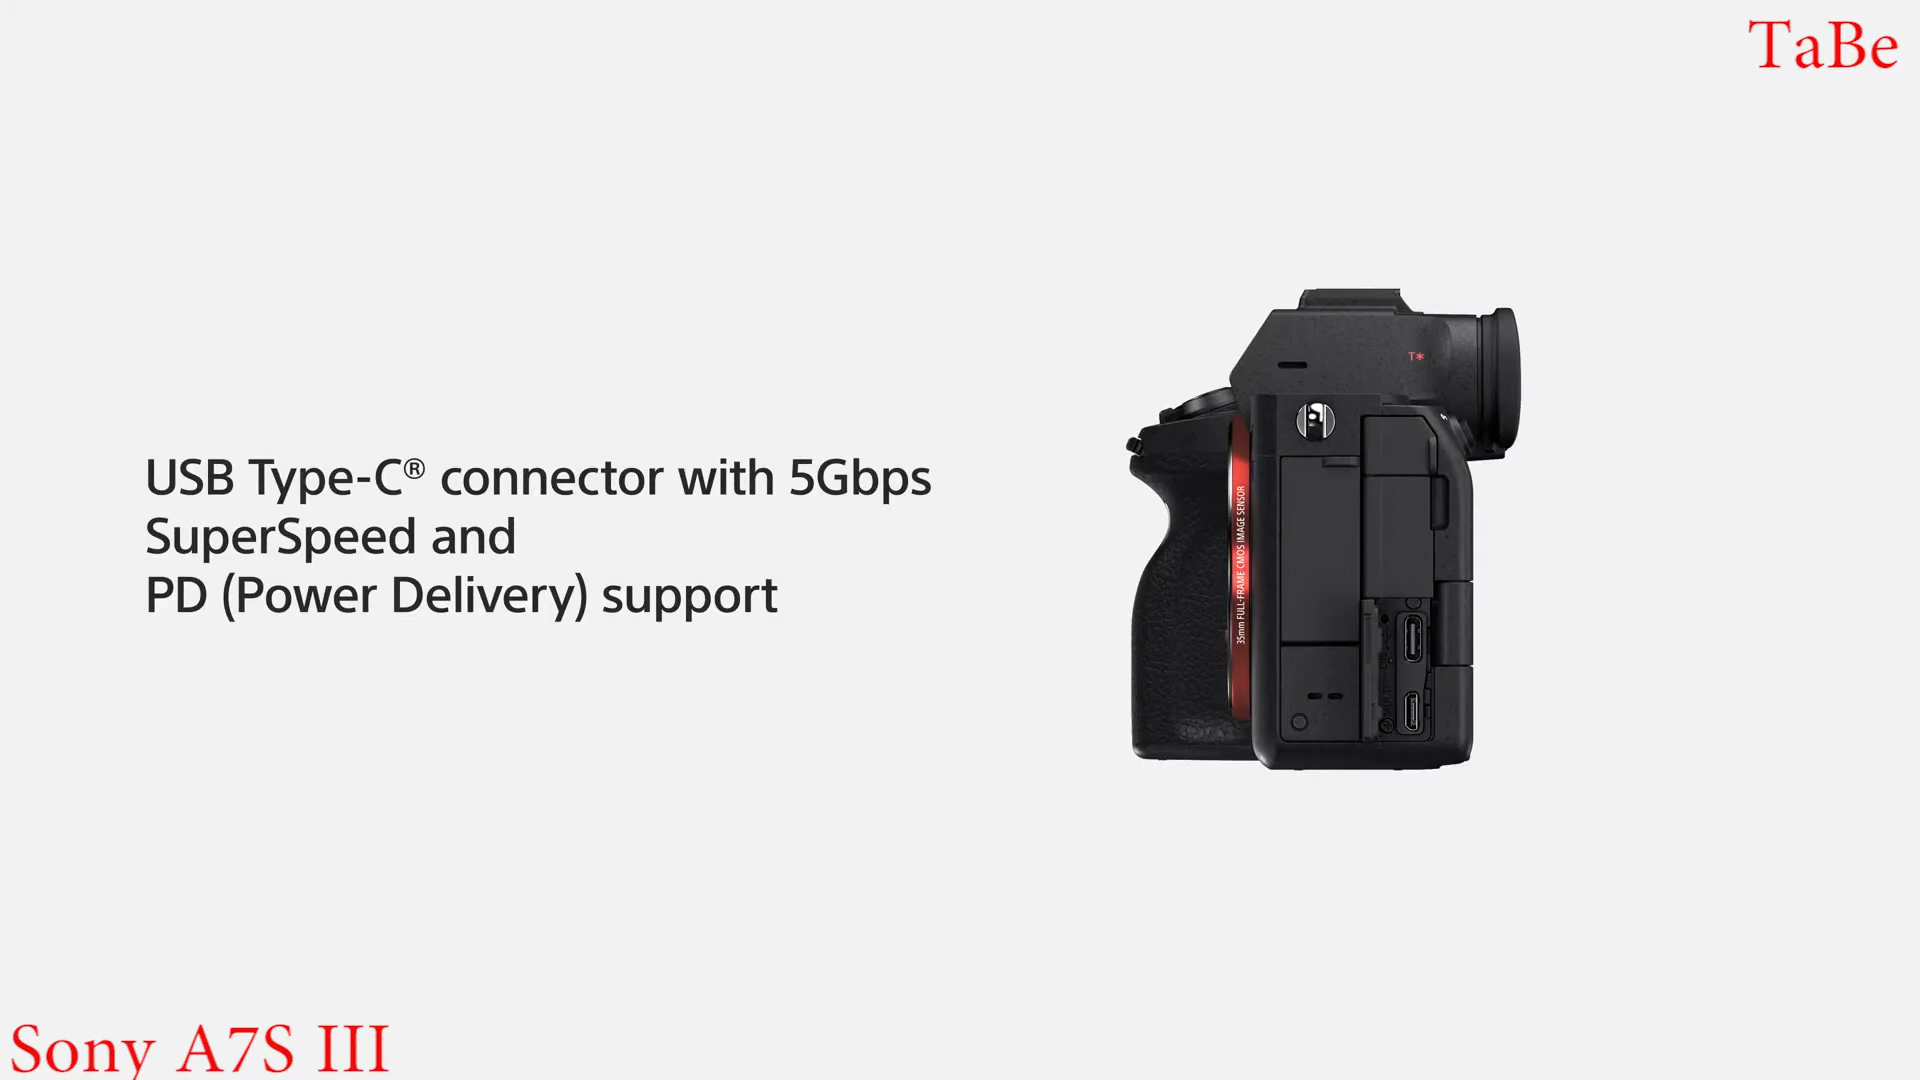 TaBe
T*
USB Type-C® connector with 5Gbps
SuperSpeed and
PD (Power Delivery) support
35mm FULL-FRAME CMOS IMAGE SENSOR
Sony A7S III